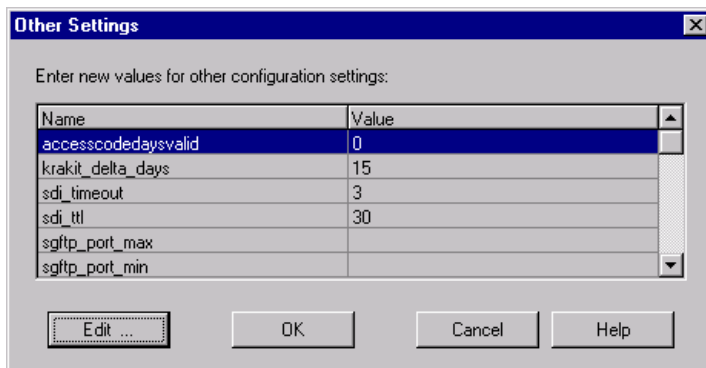 Other Settings
Enter new values for other configuration settings:
Name Value
accesscodedaysvalid 0
krakit_delta_days 15
sdi_timeout 3
sdi_ttl 30
sgftp_port_max
sgftp_port_min
Edit ... OK Cancel Help